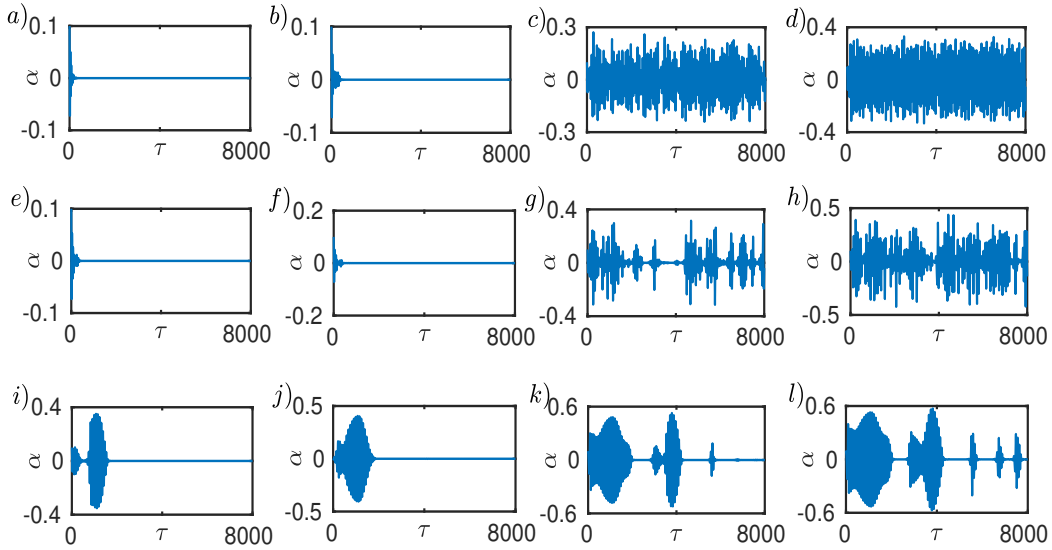 a) b) c) d)
0.1 0.1 0.3 0.4
α 0 α 0 α 0 α 0
-0.1 -0.1 -0.3 -0.4
0 τ 8000 0 τ 8000 0 τ 8000 0 τ 8000
e) f) g) h)
0.1 0.2 0.4 0.5
α 0 α 0 α 0 α 0
-0.1 -0.2 -0.4 -0.5
0 τ 8000 0 τ 8000 0 τ 8000 0 τ 8000
i) j) k) l)
0.4 0.5 0.6 0.6
α 0 α 0 α 0 α 0
-0.4 -0.5 -0.6 -0.6
0 τ 8000 0 τ 8000 0 τ 8000 0 τ 8000